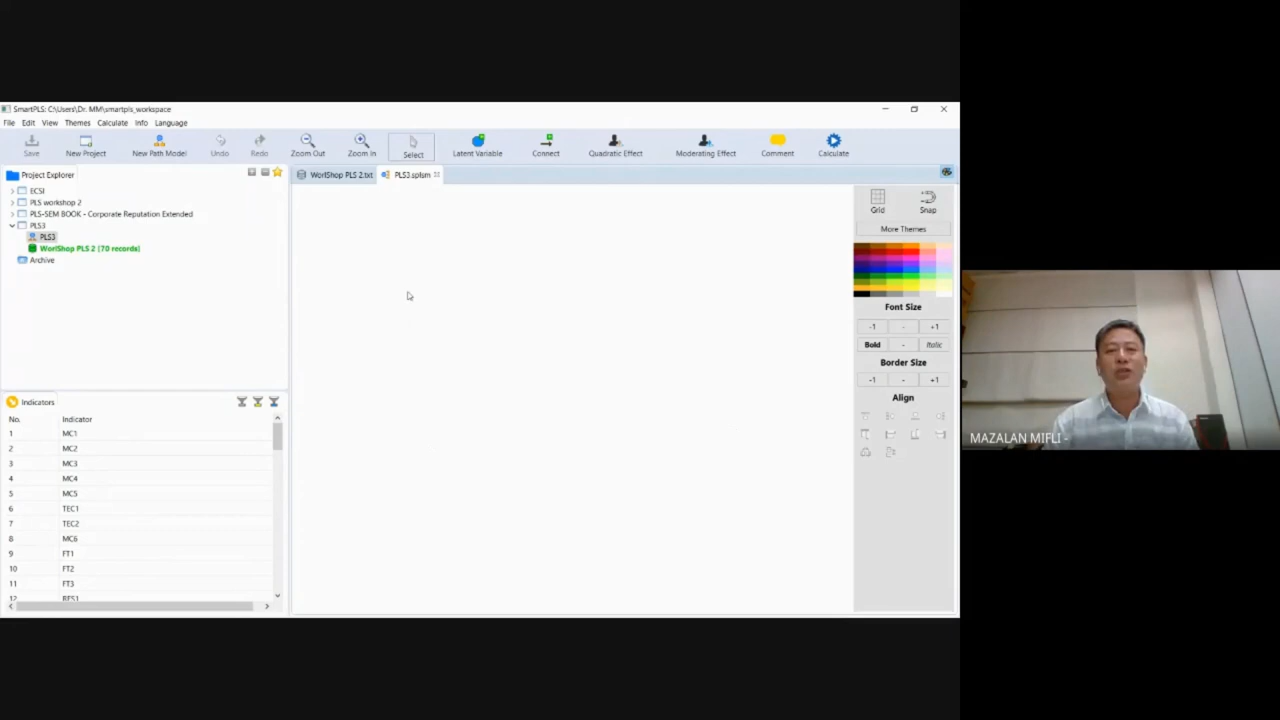 SmartPLS: C:\Users\Dr. MM\smartpls_workspace
File Edit View Themes Calculate Info Language
Save New Project New Path Model Undo Redo Zoom Out Zoom In Select Latent Variable Connect Quadratic Effect Moderating Effect Comment Calculate
Project Explorer
ECSI
PLS workshop 2
PLS-SEM BOOK - Corporate Reputation Extended
PLS3
PLS3
WorlShop PLS 2 [70 records]
Archive
WorlShop PLS 2.txt PLS3.splsm
Grid Snap
More Themes
Font Size
-1 - +1
Bold - Italic
Border Size
-1 - +1
Align
Indicators
No. Indicator
1 MC1
2 MC2
3 MC3
4 MC4
5 MC5
6 TEC1
7 TEC2
8 MC6
9 FT1
10 FT2
11 FT3
12 RES1
MAZALAN MIFLI -